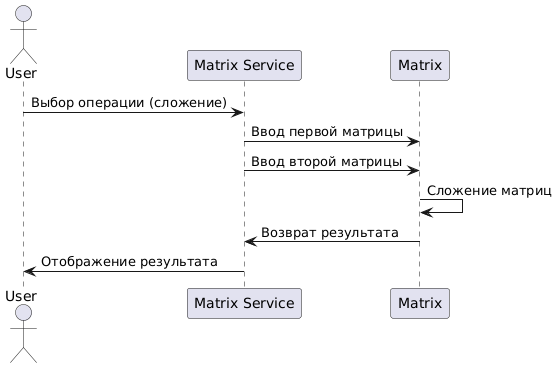 User
Matrix Service
Matrix
Выбор операции (сложение)
Ввод первой матрицы
Ввод второй матрицы
Сложение матриц
Возврат результата
Отображение результата
User
Matrix Service
Matrix